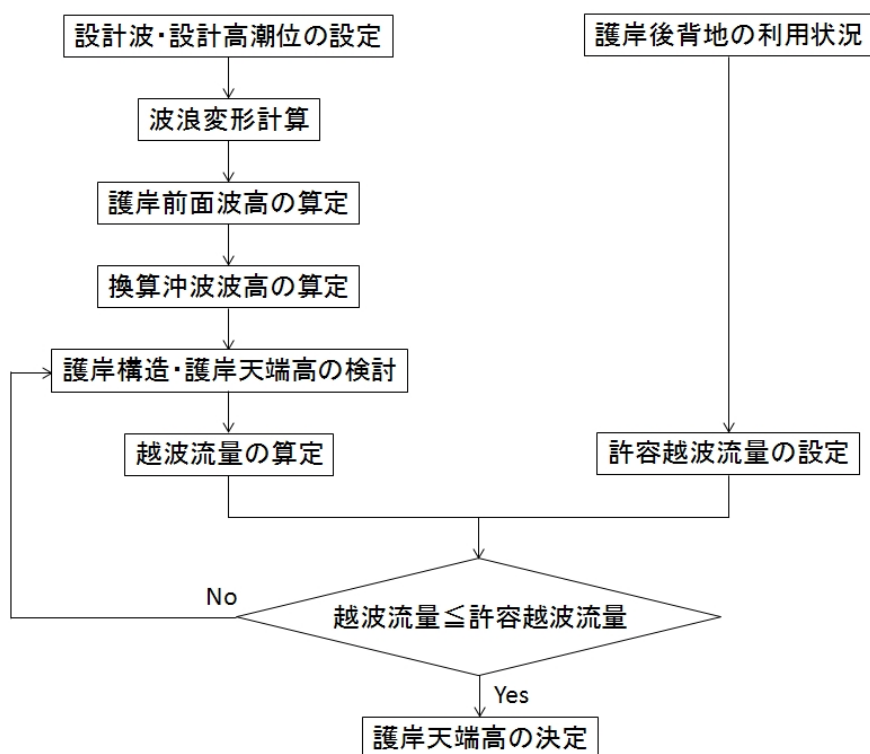 設計波・設計高潮位の設定
護岸後背地の利用状況
波浪変形計算
護岸前面波高の算定
換算沖波波高の算定
護岸構造・護岸天端高の検討
越波流量の算定
許容越波流量の設定
No
越波流量≦許容越波流量
Yes
護岸天端高の決定